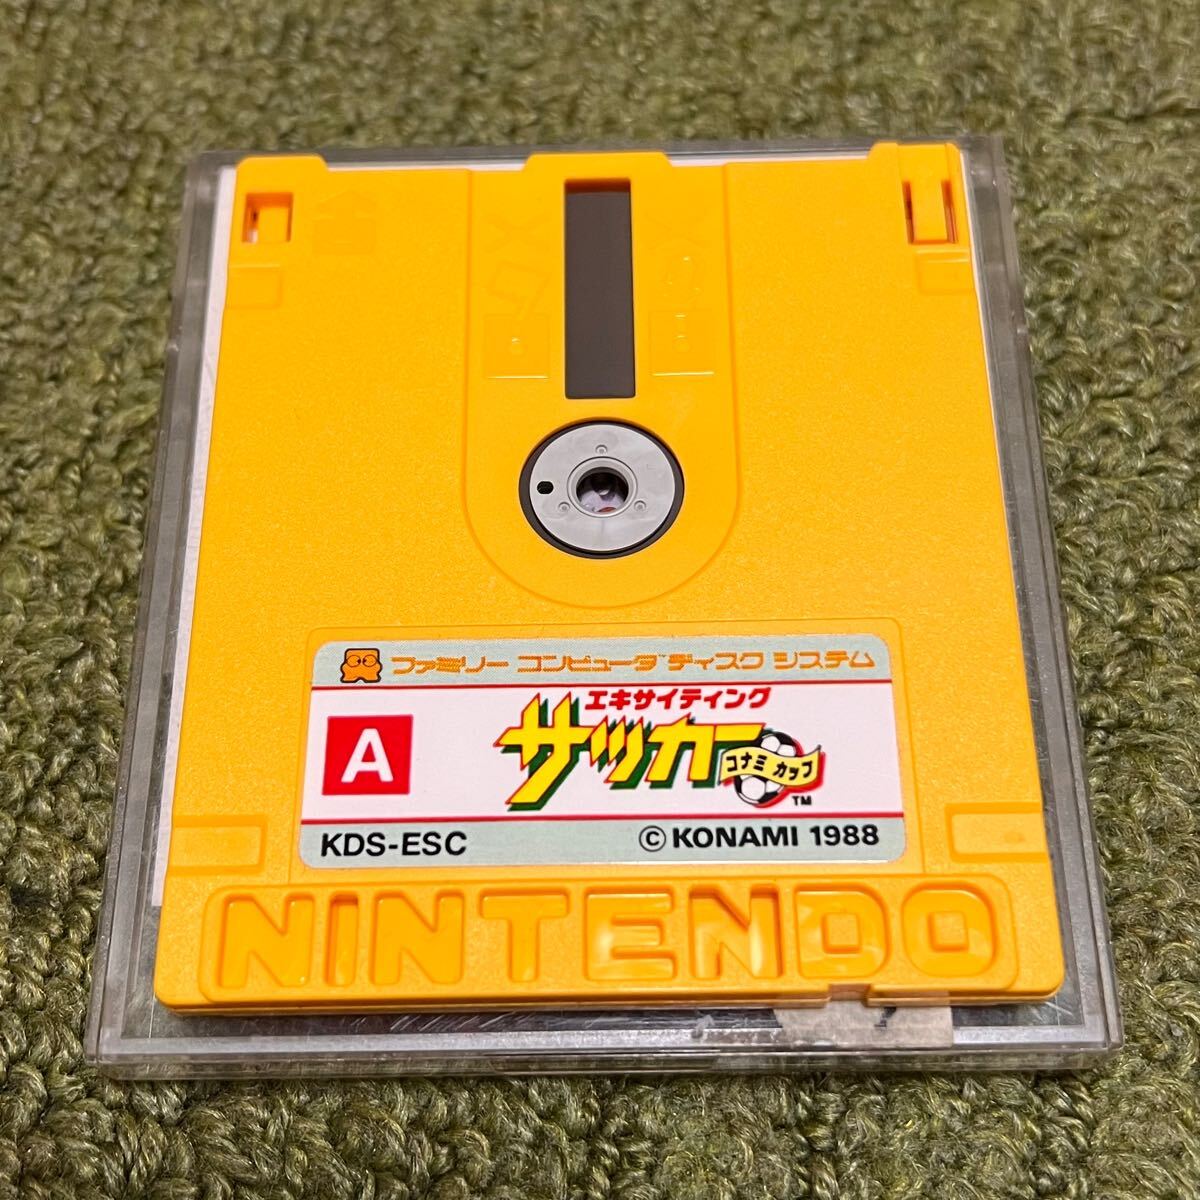 ファミリー コンピュータ ディスク システム
A
エキサイティング
サッカー
コナミ カップ
TM
KDS-ESC
© KONAMI 1988
NINTENDO